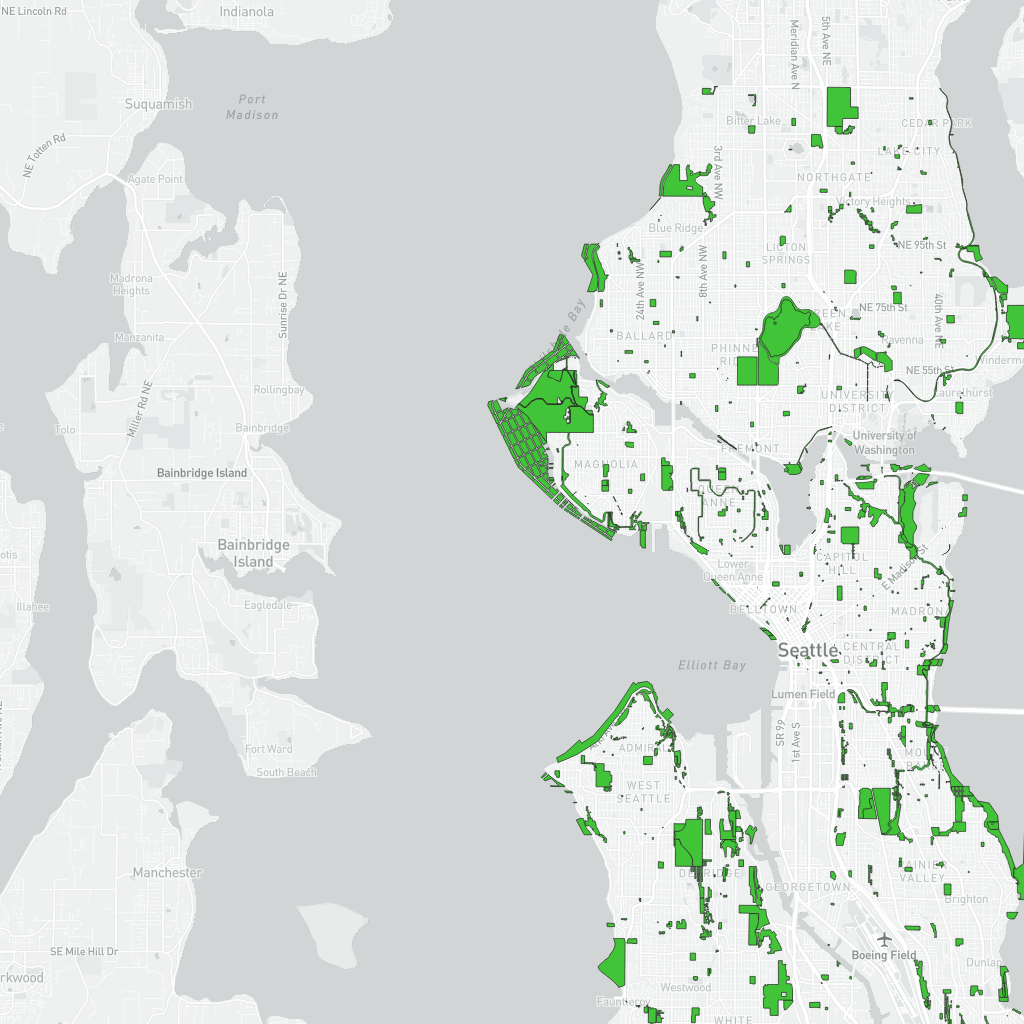 NE Lincoln Rd
Indianola
Meridian Ave N
5th Ave NE
Port
Madison
Suquamish
Bitter Lake
CEDAR PARK
NE Totten Rd
3rd Ave NW
LAKE CITY
Agate Point
NORTHGATE
Victory Heights
Blue Ridge
NE 95th St
LICTON
SPRINGS
Madrona
Heights
Sunrise Dr NE
24th Ave NW
8th Ave NW
NE 75th St
40th Ave NE
Manzanita
BALLARD
GREEN
LAKE
Ravenna
PHINNEY
RIDGE
NE 55th St
Rollingbay
Miller Rd NE
UNIVERSITY
DISTRICT
Laurelhurst
Tolo
Bainbridge
University of
Washington
FREMONT
Bainbridge Island
MAGNOLIA
QUEEN
ANNE
Bainbridge
Island
CAPITOL
HILL
E Madison St
Lower
Queen Anne
Illahee
Eagledale
BELLTOWN
MADRONA
Seattle
CENTRAL
DISTRICT
Elliott Bay
Lumen Field
SR 99
1st Ave S
Fort Ward
South Beach
WEST
SEATTLE
Manchester
DELRIDGE
GEORGETOWN
RAINIER
VALLEY
Brighton
SE Mile Hill Dr
Boeing Field
Dunlap
Westwood
Fauntleroy
WHITE